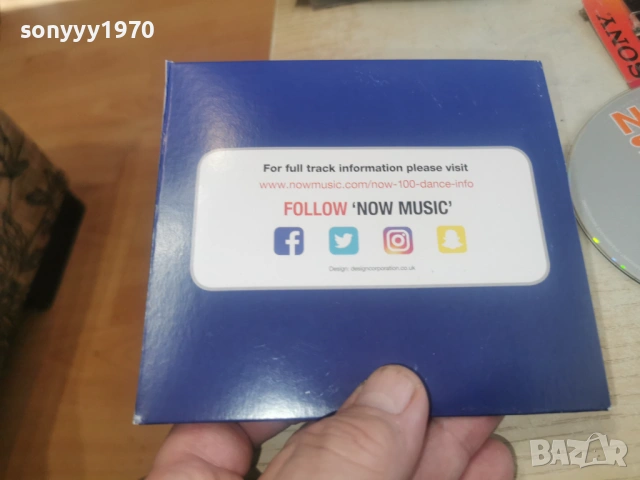 sonyyy1970
SONY
For full track information please visit
www.nowmusic.com/now-100-dance-info
FOLLOW 'NOW MUSIC'
Design: designcorporation.co.uk
BAZAR